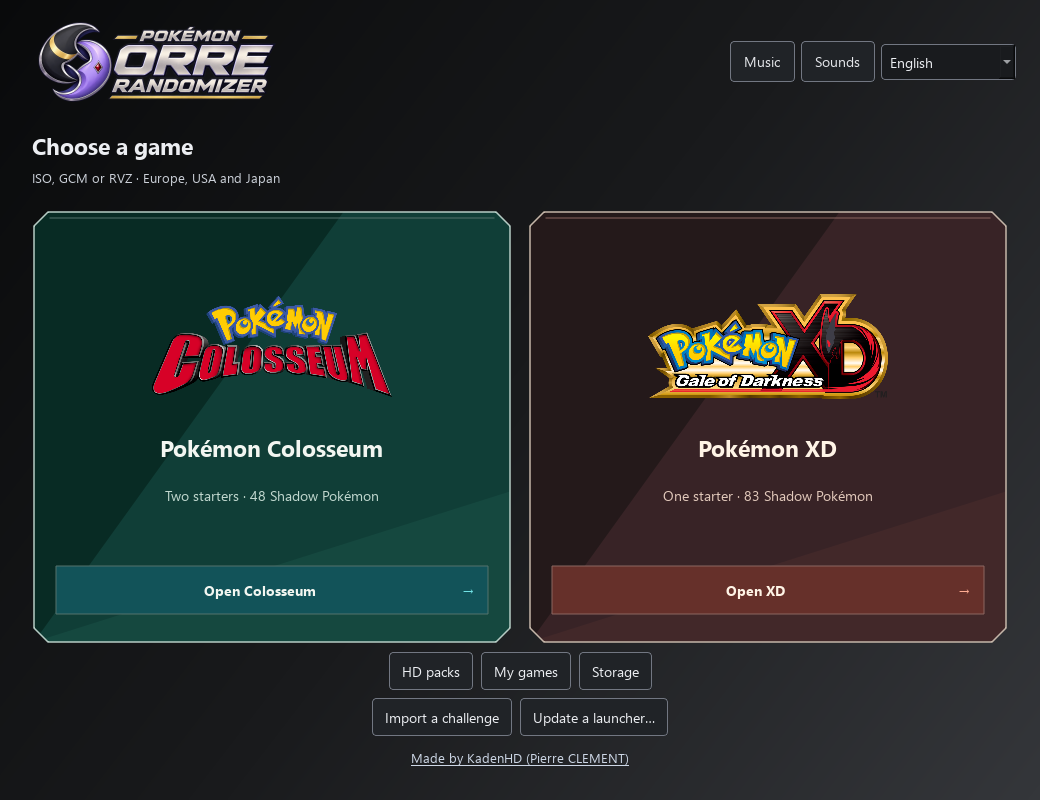 POKÉMON
ORRE
RANDOMIZER
Music
Sounds
English
Choose a game
ISO, GCM or RVZ · Europe, USA and Japan
POKÉMON
COLOSSEUM
Pokémon Colosseum
Two starters · 48 Shadow Pokémon
Open Colosseum →
POKÉMON XD
Gale of Darkness
Pokémon XD
One starter · 83 Shadow Pokémon
Open XD →
HD packs
My games
Storage
Import a challenge
Update a launcher...
Made by KadenHD (Pierre CLEMENT)